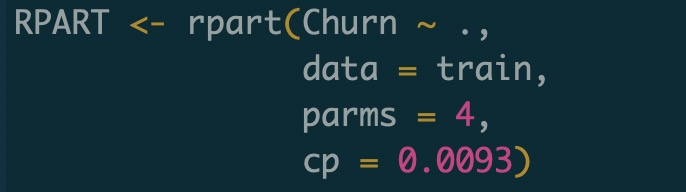 RPART <- rpart(Churn ~ .,
data = train,
parms = 4,
cp = 0.0093)